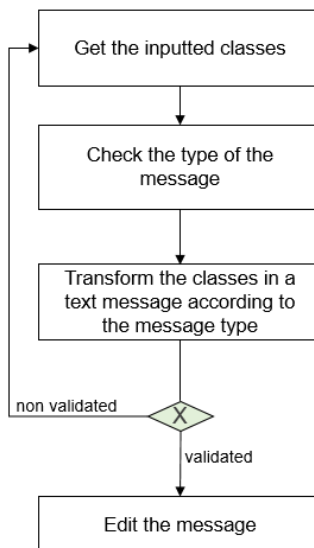 Get the inputted classes
Check the type of the
message
Transform the classes in a
text message according to
the message type
X
non validated
validated
Edit the message